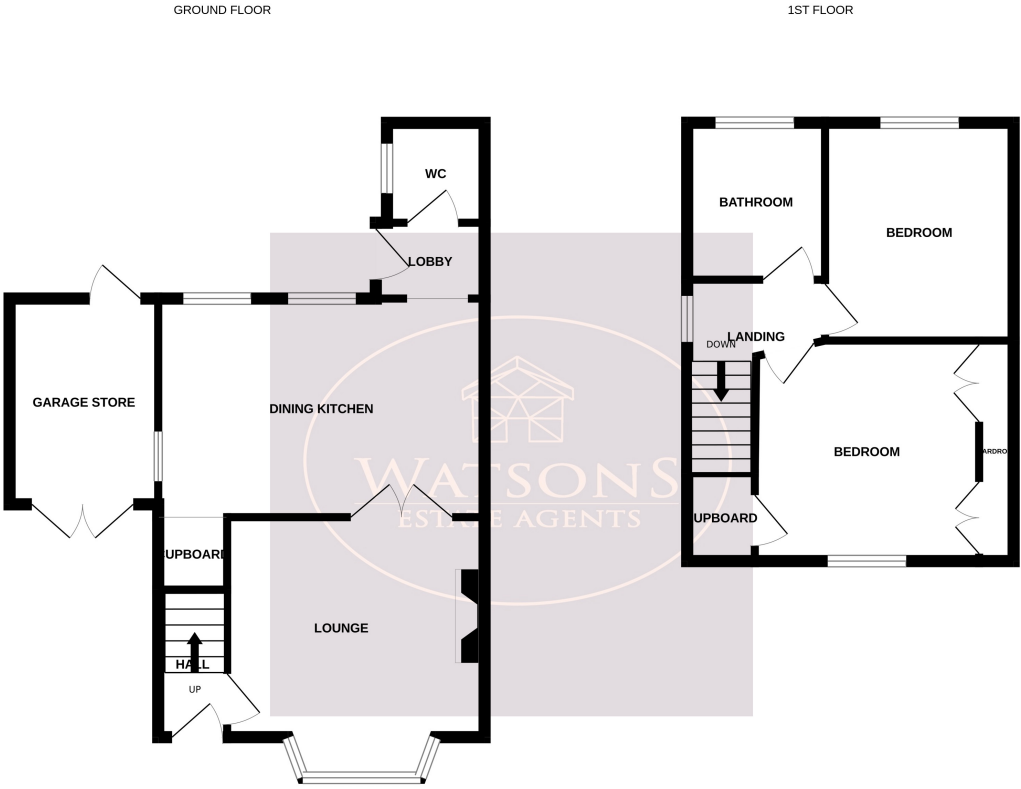 GROUND FLOOR
1ST FLOOR
WC
BATHROOM
BEDROOM
LOBBY
LANDING
DOWN
GARAGE STORE
DINING KITCHEN
BEDROOM
ARDRO
WATSONS
ESTATE AGENTS
UPBOARD
UPBOARD
LOUNGE
HALL
UP